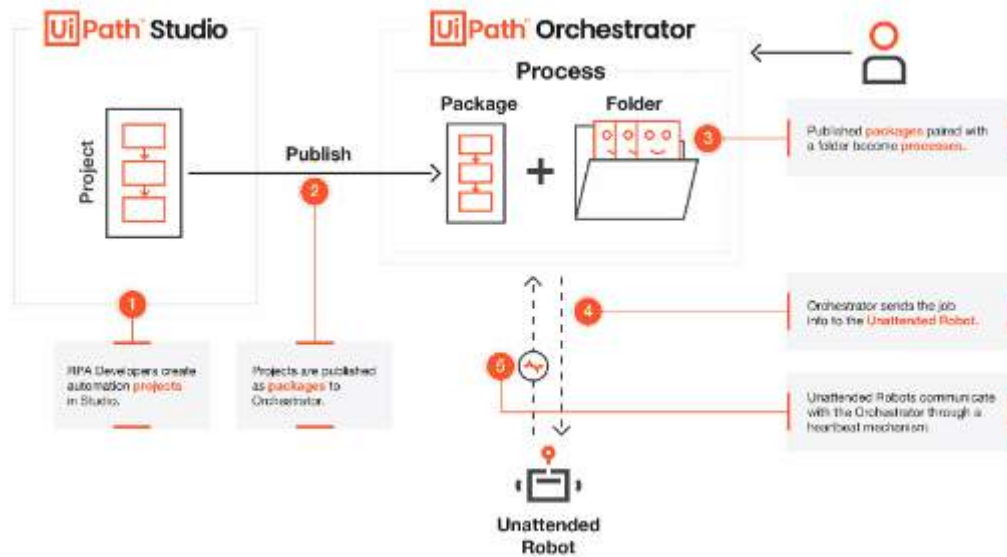 UiPath™ Studio
UiPath™ Orchestrator
Process
Package
Folder
Project
Publish
1
2
3
4
5
Published packages paired with
a folder become processes.
Orchestrator sends the job
info to the Unattended Robot.
RPA Developers create
automation projects
in Studio.
Projects are published
as packages to
Orchestrator.
Unattended Robots communicate
with the Orchestrator through a
heartbeat mechanism.
Unattended
Robot